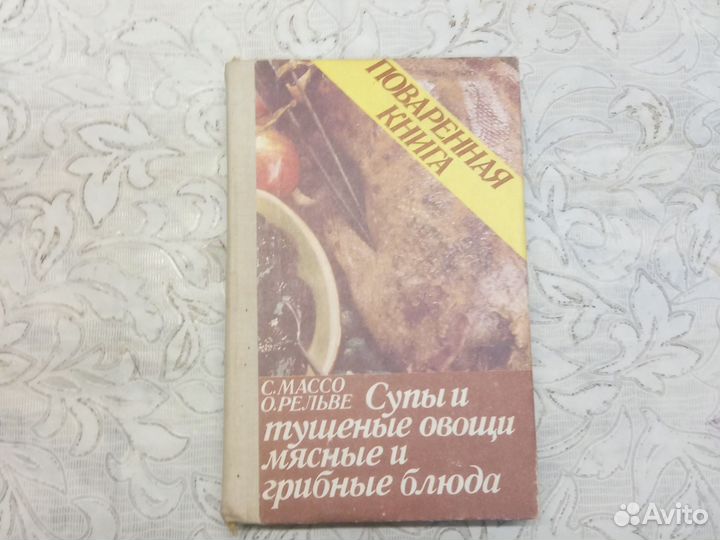 ПОВАРЕННАЯ
КНИГА
С. МАССО
О. РЕЛЬВЕ Супы и
тушеные овощи
мясные и
грибные блюда
Avito